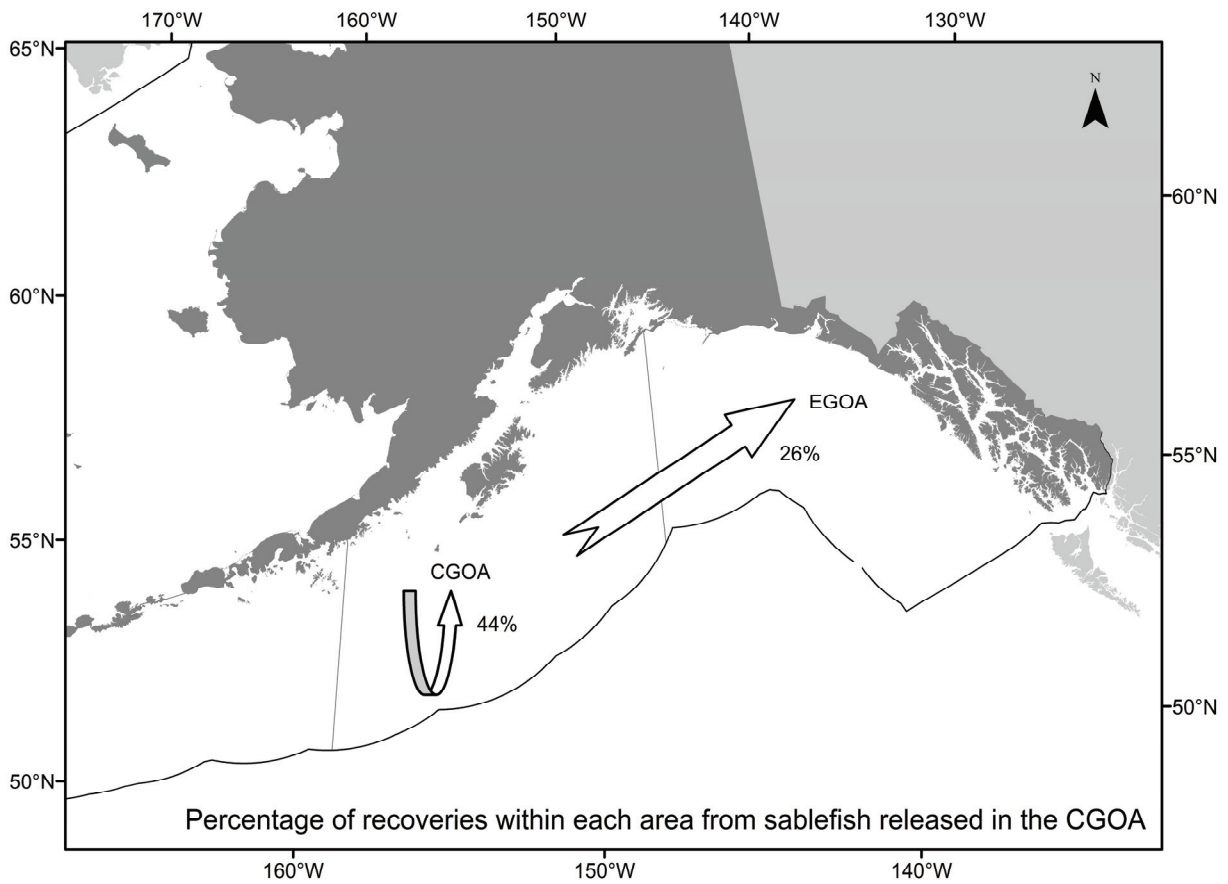 170°W 160°W 150°W 140°W 130°W
65°N
N
60°N
60°N
EGOA
26%
55°N
55°N
CGOA
44%
50°N
50°N
Percentage of recoveries within each area from sablefish released in the CGOA
160°W 150°W 140°W